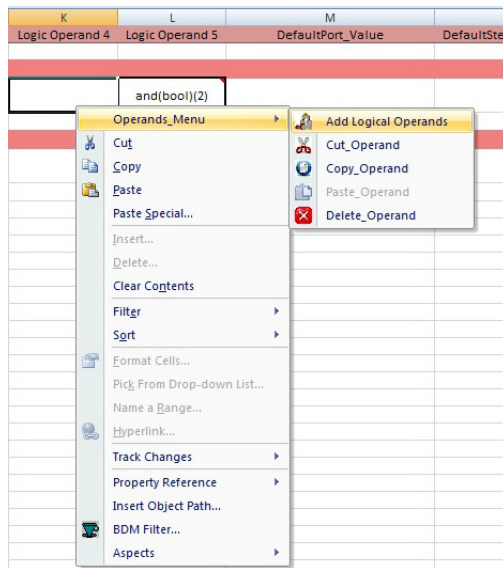 K L M
Logic Operand 4 Logic Operand 5 DefaultPort_Value DefaultSte
and(bool)(2)
Operands_Menu
Add Logical Operands
Cut
Cut_Operand
Copy
Copy_Operand
Paste
Paste_Operand
Paste Special...
Delete_Operand
Insert...
Delete...
Clear Contents
Filter
Sort
Format Cells...
Pick From Drop-down List...
Name a Range...
Hyperlink...
Track Changes
Property Reference
Insert Object Path...
BDM Filter...
Aspects